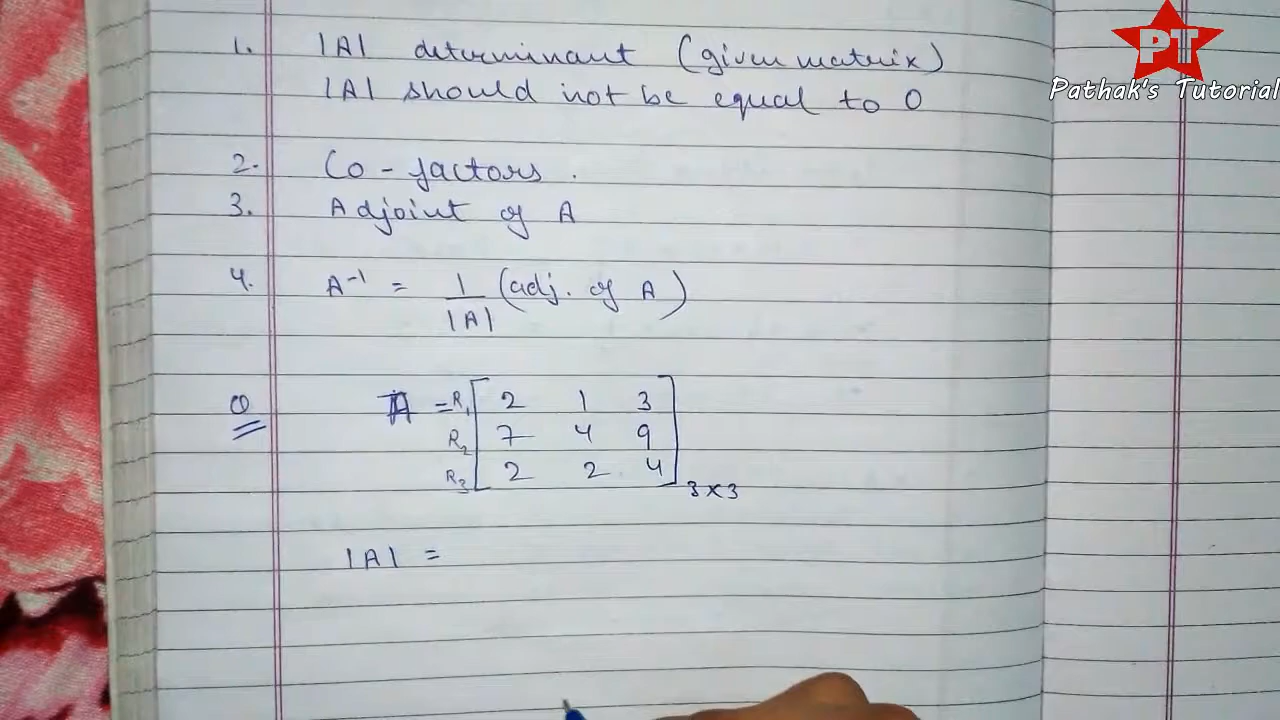 PT
Pathak's Tutorial
1. |A| determinant (given matrix)
|A| should not be equal to 0
2. Co-factors.
3. Adjoint of A
4. A⁻¹ = 1/|A| (adj. of A)
Q A = R₁ [ 2 1 3
R₂ 7 4 9
R₃ 2 2 4 ] 3×3
|A| =